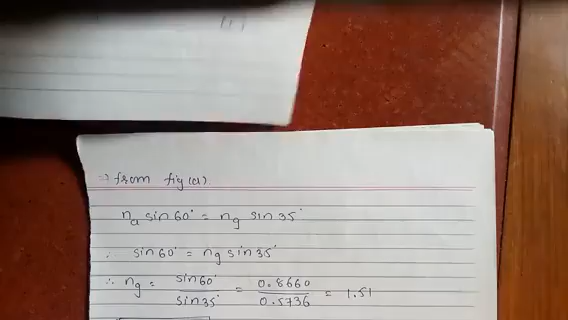 ⇒ from fig (a)
na sin 60° = ng sin 35°
∴ sin 60° = ng sin 35°
∴ ng = sin 60° / sin 35° = 0.8660 / 0.5736 = 1.51